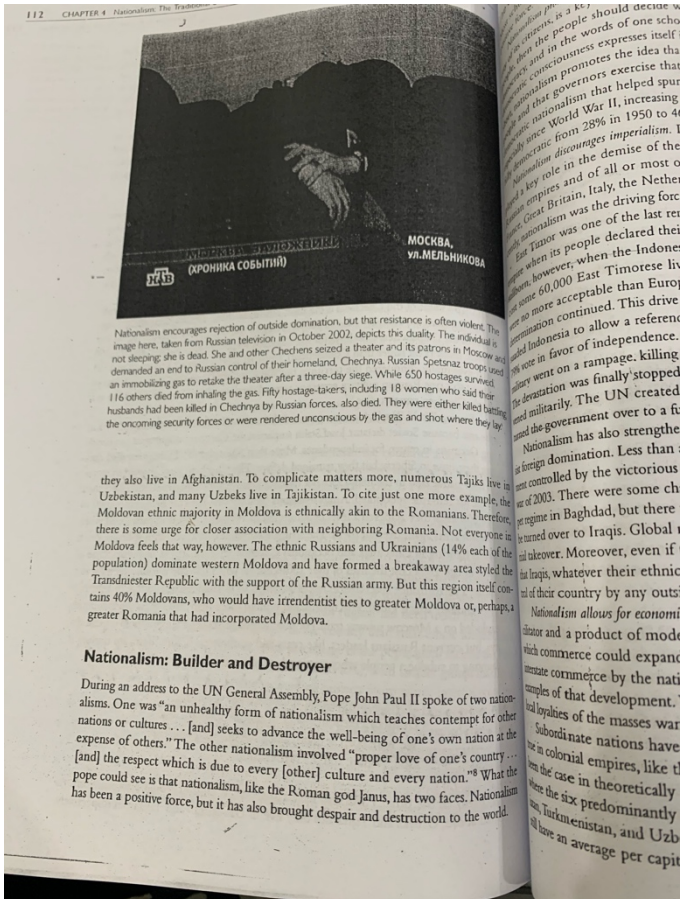 112 CHAPTER 4 Nationalism: The Traditional
НТВ
(ХРОНИКА СОБЫТИЙ)
МОСКВА,
ул.МЕЛЬНИКОВА
Nationalism encourages rejection of outside domination, but that resistance is often violent. The
image here, taken from Russian television in October 2002, depicts this duality. The individual is
not sleeping; she is dead. She and other Chechens seized a theater and its patrons in Moscow and
demanded an end to Russian control of their homeland, Chechnya. Russian Spetsnaz troops used
an immobilizing gas to retake the theater after a three-day siege. While 650 hostages survived,
116 others died from inhaling the gas. Fifty hostage-takers, including 18 women who said their
husbands had been killed in Chechnya by Russian forces, also died. They were either killed battling
the oncoming security forces or were rendered unconscious by the gas and shot where they lay.
they also live in Afghanistan. To complicate matters more, numerous Tajiks live in
Uzbekistan, and many Uzbeks live in Tajikistan. To cite just one more example, the
Moldovan ethnic majority in Moldova is ethnically akin to the Romanians. Therefore,
there is some urge for closer association with neighboring Romania. Not everyone in
Moldova feels that way, however. The ethnic Russians and Ukrainians (14% each of the
population) dominate western Moldova and have formed a breakaway area styled the
Transdniester Republic with the support of the Russian army. But this region itself con-
tains 40% Moldovans, who would have irrendentist ties to greater Moldova or, perhaps, a
greater Romania that had incorporated Moldova.
Nationalism: Builder and Destroyer
During an address to the UN General Assembly, Pope John Paul II spoke of two nation-
alisms. One was "an unhealthy form of nationalism which teaches contempt for other
nations or cultures . . . [and] seeks to advance the well-being of one's own nation at the
expense of others." The other nationalism involved "proper love of one's country . . .
[and] the respect which is due to every [other] culture and every nation."8 What the
pope could see is that nationalism, like the Roman god Janus, has two faces. Nationalism
has been a positive force, but it has also brought despair and destruction to the world.
citizens, is a
then the people should decide
and in the words of one
consciousness expresses itself
nationalism promotes the idea
and that governors exercise that
nationalism that helped spur
since World War II, increasing
democratic from 28% in 1950 to
Nationalism discourages imperialism.
a key role in the demise of the
empires and of all or most
Great Britain, Italy, the
nationalism was the driving
East Timor was one of the last
when its people declared their
however, when the
some 60,000 East Timorese
no more acceptable than
continued. This drive
Indonesia to allow a
vote in favor of independence.
went on a rampage, killing
devastation was finally stopped
militarily. The UN created
the government over to a
Nationalism has also
foreign domination. Less than
controlled by the victorious
of 2003. There were some
regime in Baghdad, but there
turned over to Iraqis. Global
takeover. Moreover, even if
Iraqis, whatever their
of their country by any
Nationalism allows for
and a product of
which commerce could
commerce by the
of that development.
loyalties of the masses
Subordinate nations have
in colonial empires, like
the case in theoretically
the six predominantly
Turkmenistan, and
have an average per